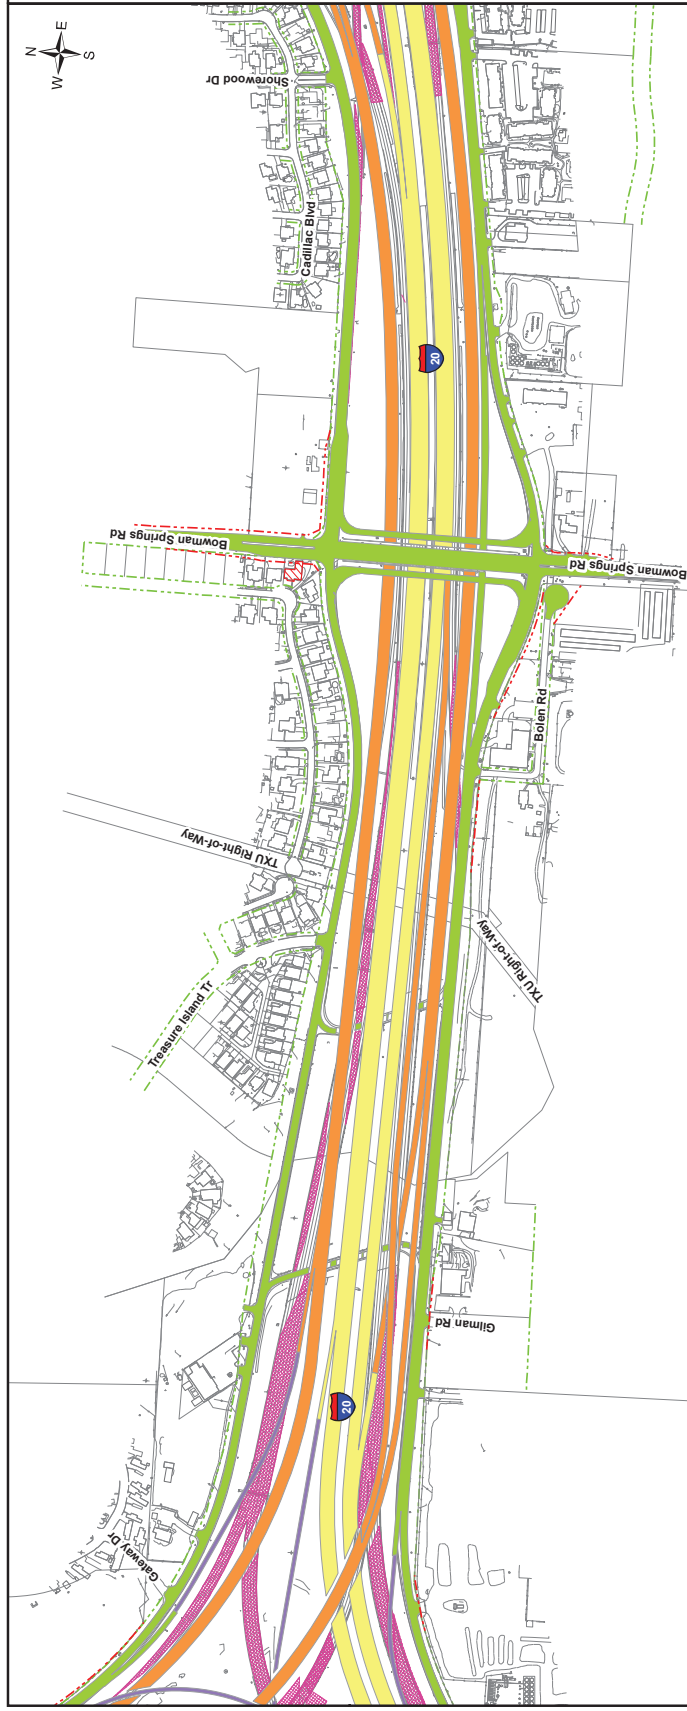 N
E
W
S
Shorewood Dr
Cadillac Blvd
20
Bowman Springs Rd
Bowman Springs Rd
Bolen Rd
TXU Right-of-Way
TXU Right-of-Way
Treasure Island Tr
Gilman Rd
20
Gateway Dr